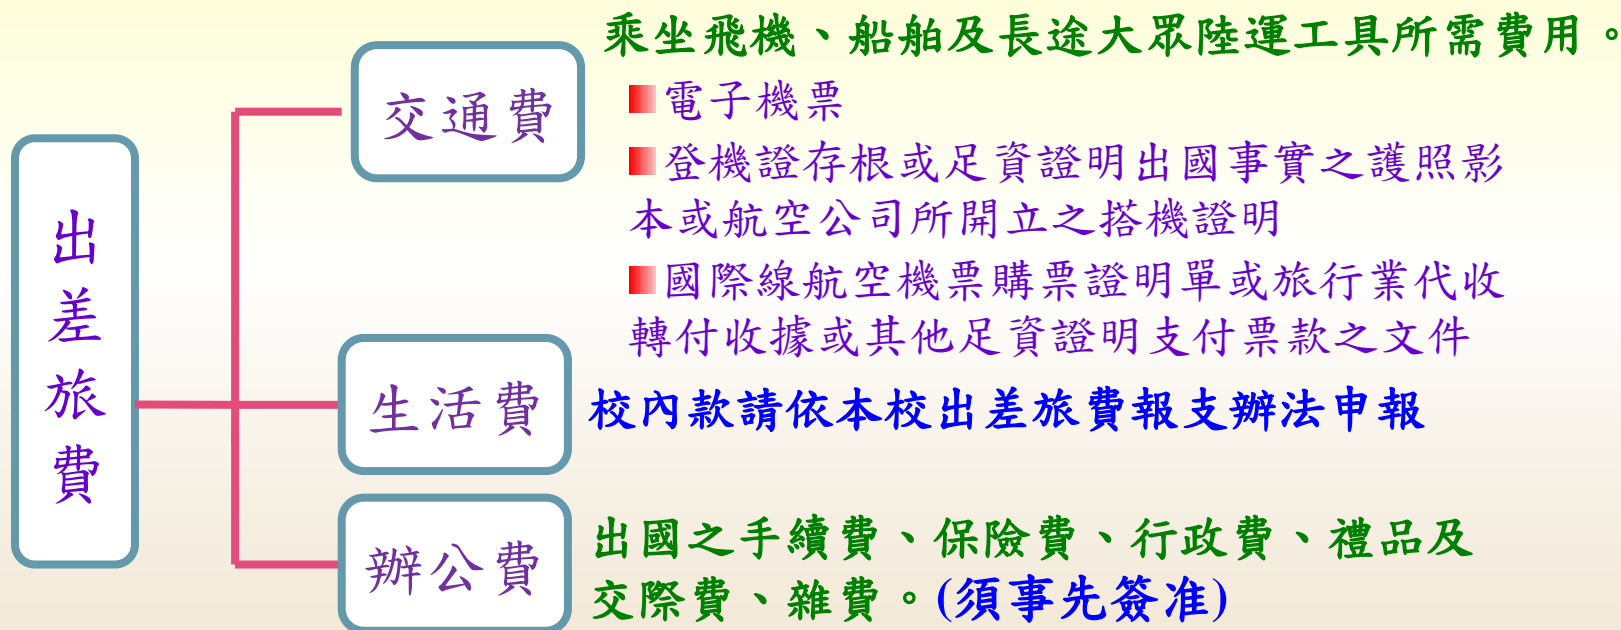 出差旅費
交通費
乘坐飛機、船舶及長途大眾陸運工具所需費用。
電子機票
登機證存根或足資證明出國事實之護照影
本或航空公司所開立之搭機證明
國際線航空機票購票證明單或旅行業代收
轉付收據或其他足資證明支付票款之文件
生活費
校內款請依本校出差旅費報支辦法申報
辦公費
出國之手續費、保險費、行政費、禮品及
交際費、雜費。(須事先簽准)